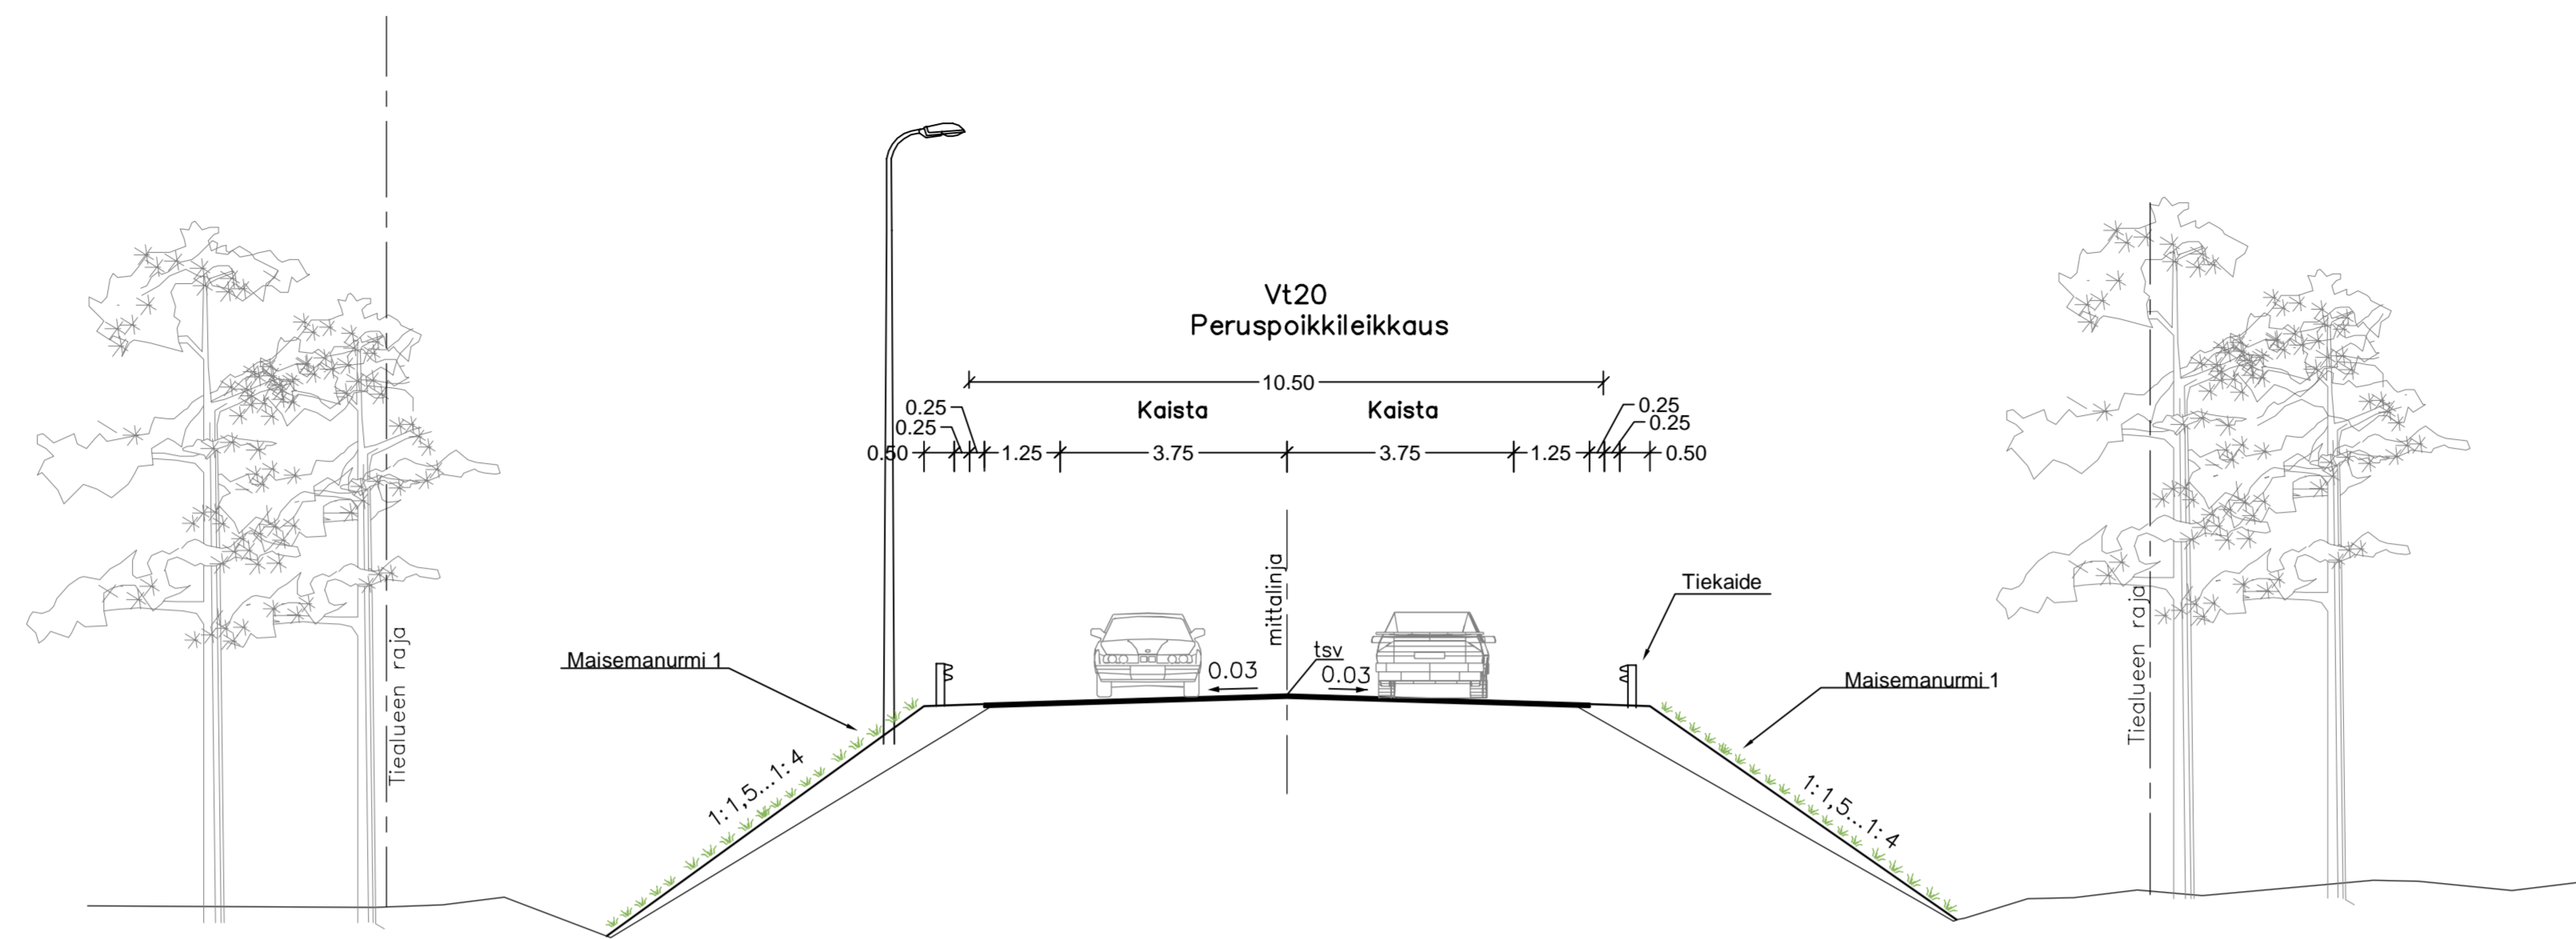 Vt20
Peruspoikkileikkaus
10.50
Kaista Kaista
0.25 0.25
0.25 0.25
0.50 1.25 3.75 3.75 1.25 0.50
mittalinja
Tiekaide
tsv
0.03 0.03
Maisemanurmi 1
Maisemanurmi 1
Tiealueen raja
Tiealueen raja
1:1,5...1:4
1:1,5...1:4